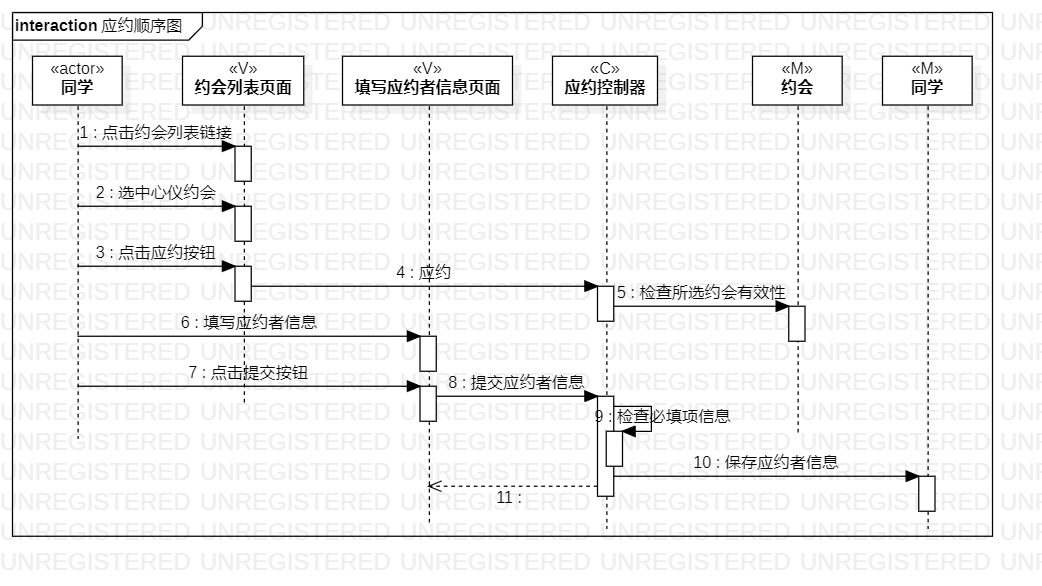 interaction 应约顺序图
«actor»
同学
«V»
约会列表页面
«V»
填写应约者信息页面
«C»
应约控制器
«M»
约会
«M»
同学
1 : 点击约会列表链接
2 : 选中心仪约会
3 : 点击应约按钮
4 : 应约
5 : 检查所选约会有效性
6 : 填写应约者信息
7 : 点击提交按钮
8 : 提交应约者信息
9 : 检查必填项信息
10 : 保存应约者信息
11 :
UNREGISTERED